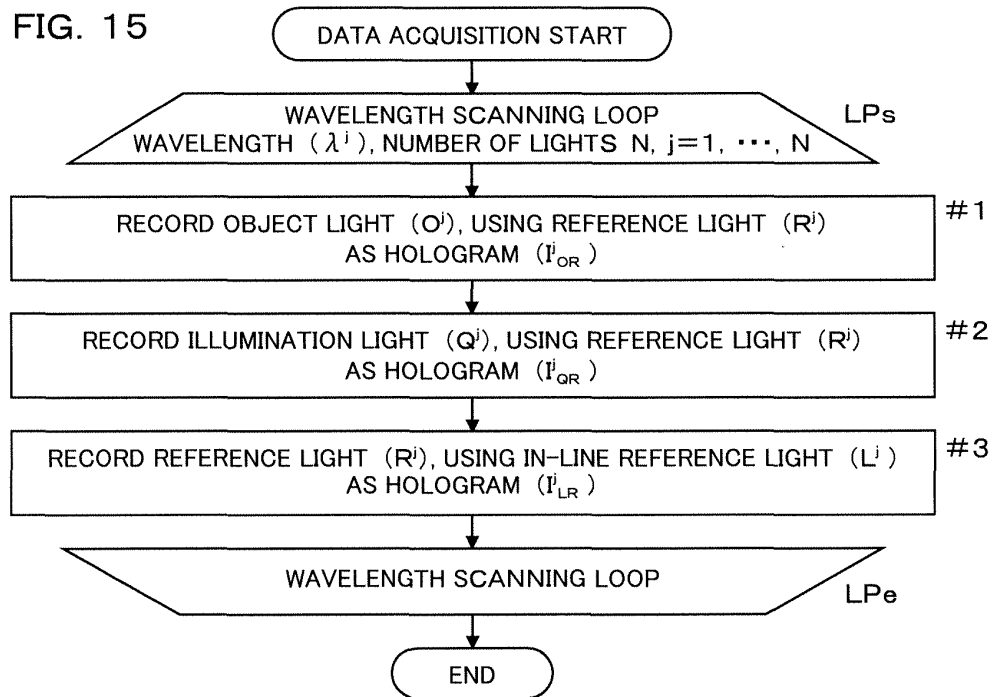 FIG. 15
DATA ACQUISITION START
WAVELENGTH SCANNING LOOP
WAVELENGTH (λʲ), NUMBER OF LIGHTS N, j=1, ···, N
LPs
RECORD OBJECT LIGHT (Oʲ), USING REFERENCE LIGHT (Rʲ)
AS HOLOGRAM (Iʲ_OR)
#1
RECORD ILLUMINATION LIGHT (Qʲ), USING REFERENCE LIGHT (Rʲ)
AS HOLOGRAM (Iʲ_QR)
#2
RECORD REFERENCE LIGHT (Rʲ), USING IN-LINE REFERENCE LIGHT (Lʲ)
AS HOLOGRAM (Iʲ_LR)
#3
WAVELENGTH SCANNING LOOP
LPe
END